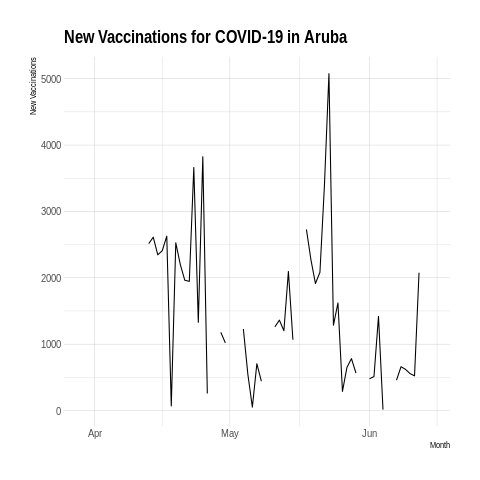 New Vaccinations for COVID-19 in Aruba
New Vaccinations
5000
4000
3000
2000
1000
0
Apr
May
Jun
Month